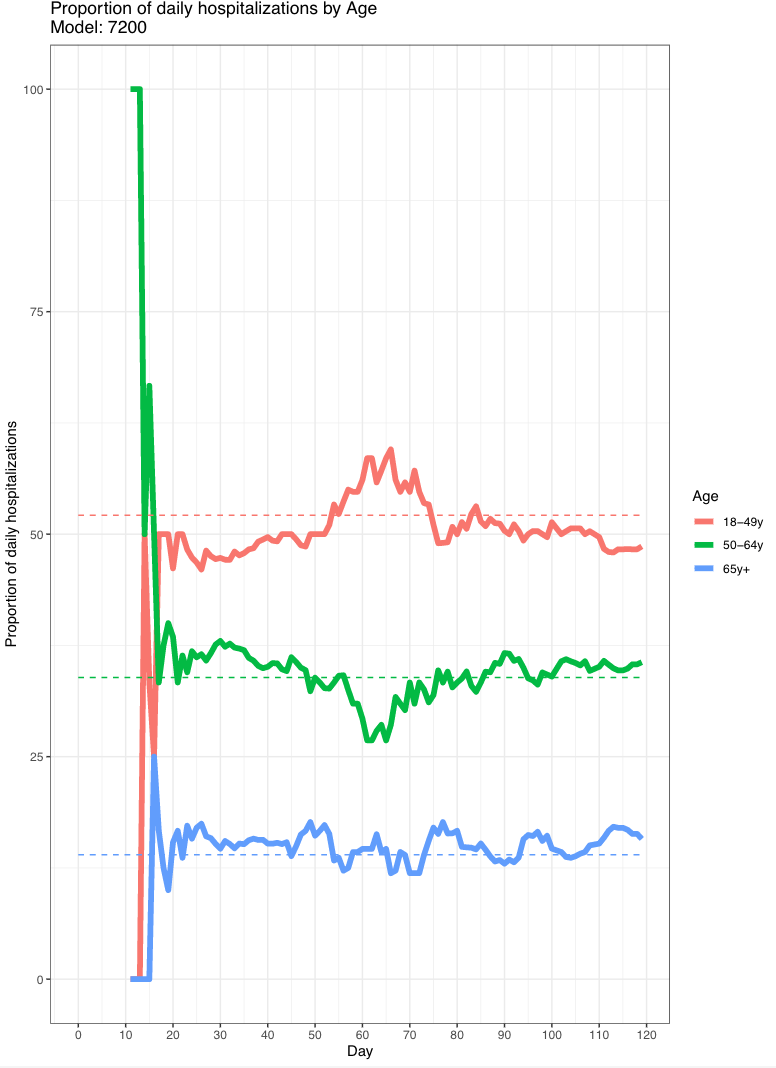 Proportion of daily hospitalizations by Age
Model: 7200
Proportion of daily hospitalizations
100
75
50
25
0
0 10 20 30 40 50 60 70 80 90 100 110 120
Day
Age
18−49y
50−64y
65y+